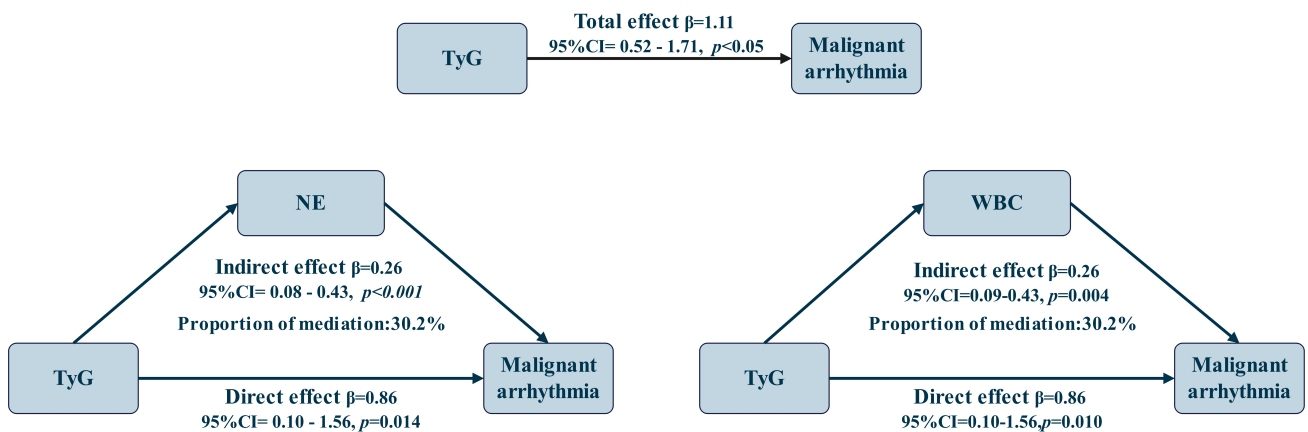 Total effect β=1.11
95%CI= 0.52 - 1.71, p<0.05
TyG
Malignant
arrhythmia
NE
Indirect effect β=0.26
95%CI= 0.08 - 0.43, p<0.001
Proportion of mediation:30.2%
TyG
Malignant
arrhythmia
Direct effect β=0.86
95%CI= 0.10 - 1.56, p=0.014
WBC
Indirect effect β=0.26
95%CI=0.09-0.43, p=0.004
Proportion of mediation:30.2%
TyG
Malignant
arrhythmia
Direct effect β=0.86
95%CI=0.10-1.56,p=0.010